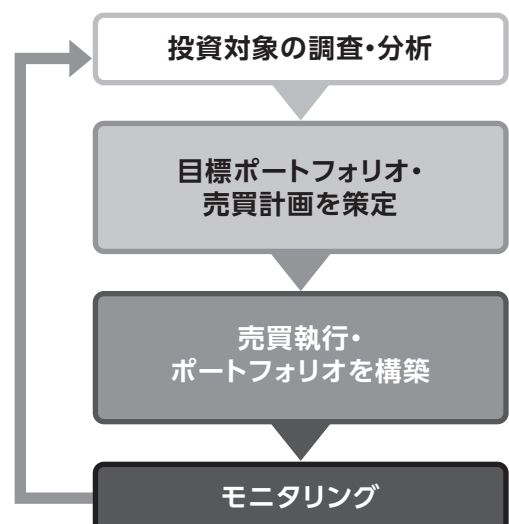 投資対象の調査・分析
目標ポートフォリオ・
売買計画を策定
売買執行・
ポートフォリオを構築
モニタリング